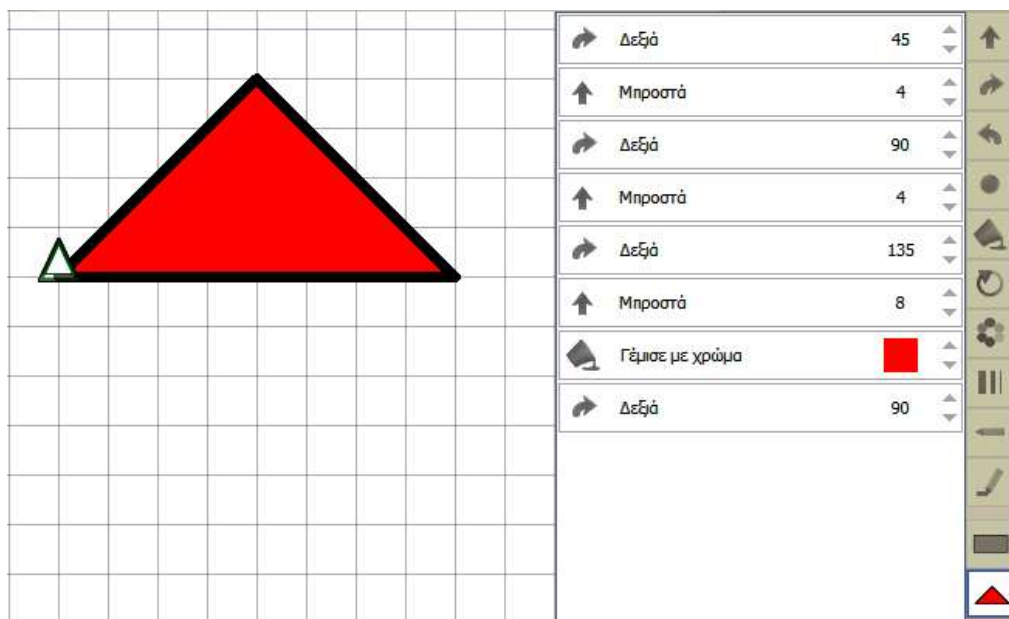 Δεξιά 45
Μπροστά 4
Δεξιά 90
Μπροστά 4
Δεξιά 135
Μπροστά 8
Γέμισε με χρώμα
Δεξιά 90